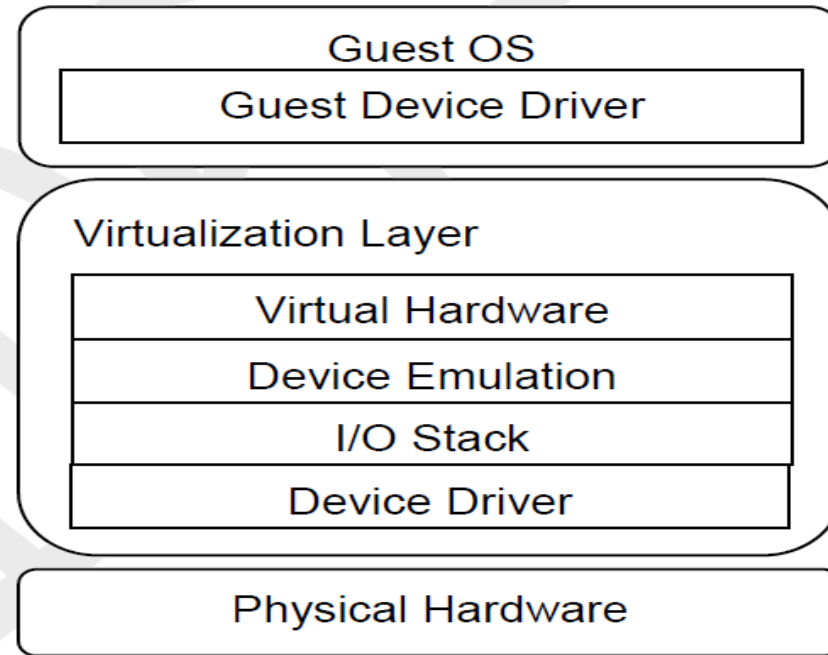 Guest OS
Guest Device Driver
Virtualization Layer
Virtual Hardware
Device Emulation
I/O Stack
Device Driver
Physical Hardware